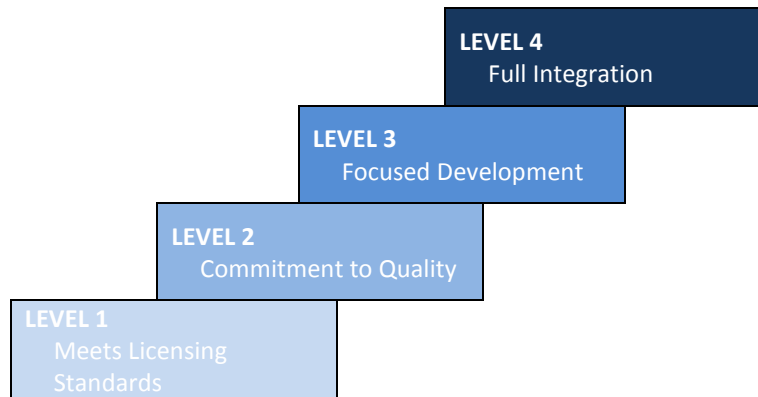 LEVEL 4
Full Integration
LEVEL 3
Focused Development
LEVEL 2
Commitment to Quality
LEVEL 1
Meets Licensing
Standards